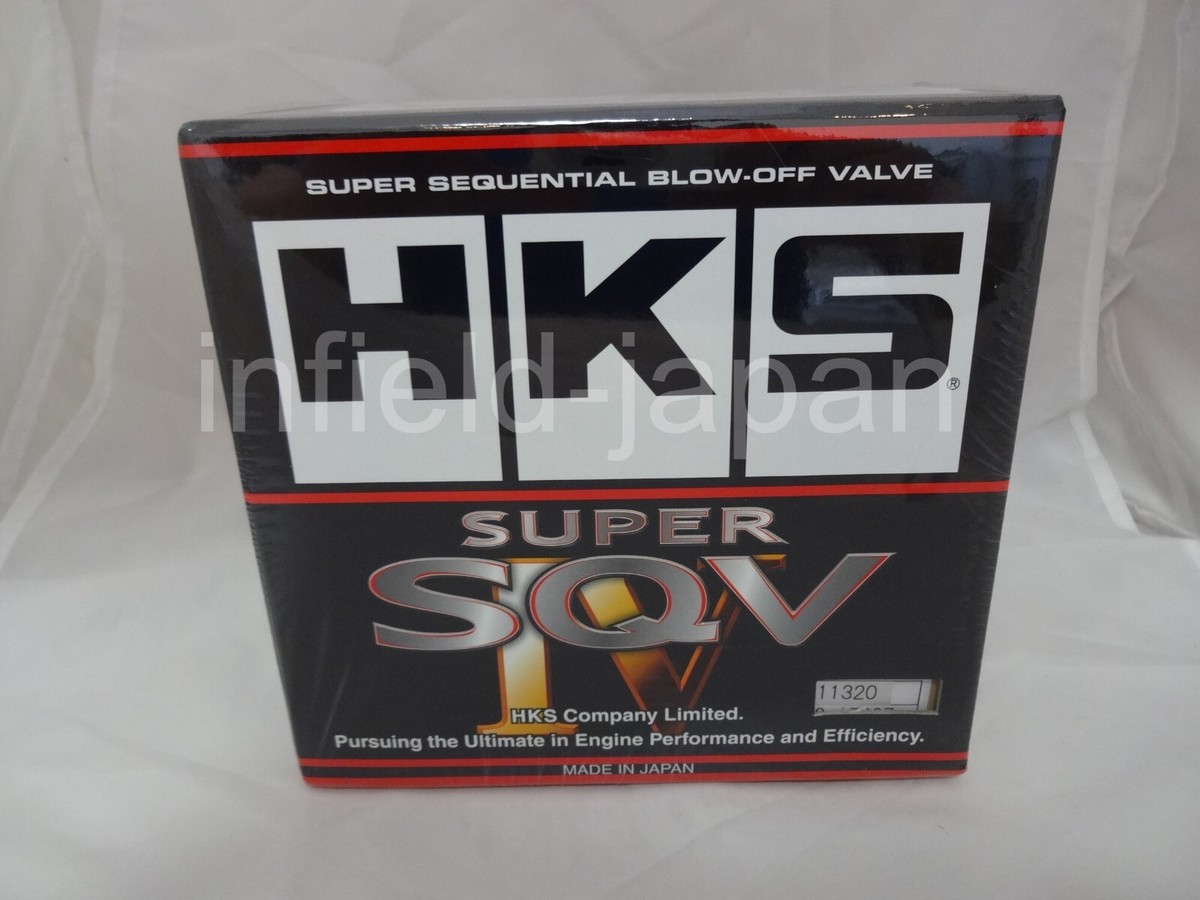 SUPER SEQUENTIAL BLOW-OFF VALVE
HKS®
infield-japan
SUPER
SQV
IV
11320
HKS Company Limited.
Pursuing the Ultimate in Engine Performance and Efficiency.
MADE IN JAPAN